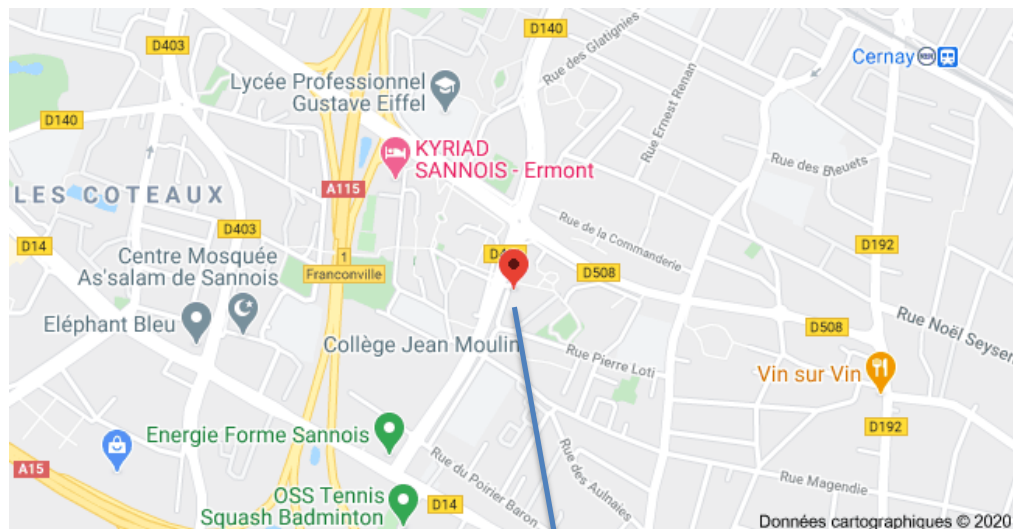 D403
D140
Cernay
Rue des Glatignies
Lycée Professionnel
Gustave Eiffel
Rue Ernest Renan
D140
KYRIAD
SANNOIS - Ermont
Rue des Bleuets
A115
LES COTEAUX
Rue de la Commanderie
D403
D14
D192
Centre Mosquée
As'salam de Sannois
1
Franconville
D508
Eléphant Bleu
Rue Noël Seysen
D508
Collège Jean Moulin
Rue Pierre Loti
Vin sur Vin
D192
Energie Forme Sannois
A15
Rue du Poirier Baron
Rue des Aulnaies
Rue Magendie
OSS Tennis
Squash Badminton
D14
Données cartographiques © 2020